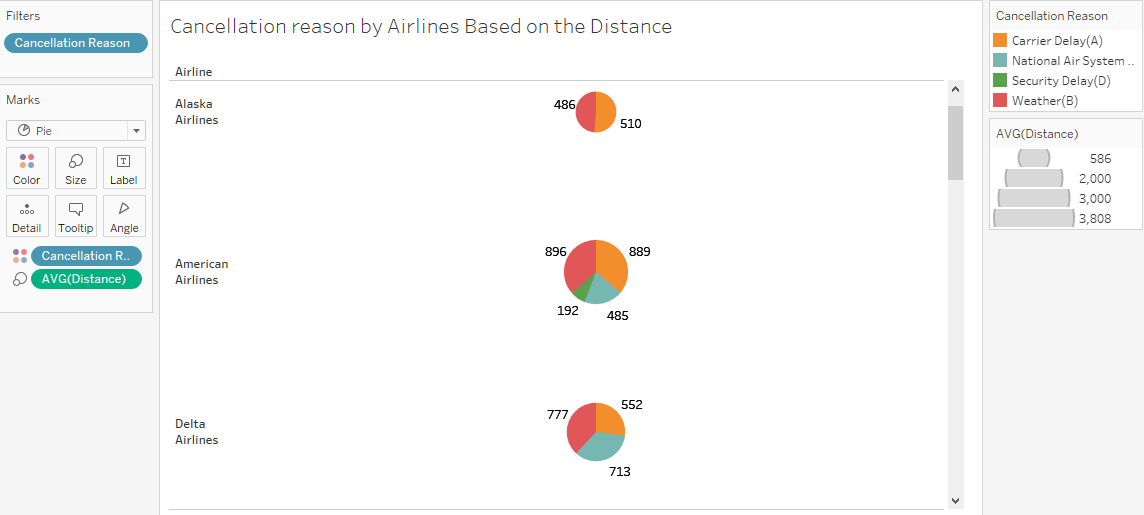 Filters
Cancellation Reason
Marks
Pie
Color
Size
T
Label
Detail
Tooltip
Angle
Cancellation R..
AVG(Distance)
Cancellation reason by Airlines Based on the Distance
Airline
Alaska
Airlines
486
510
American
Airlines
896
889
192
485
Delta
Airlines
777
552
713
Cancellation Reason
Carrier Delay(A)
National Air System ..
Security Delay(D)
Weather(B)
AVG(Distance)
586
2,000
3,000
3,808